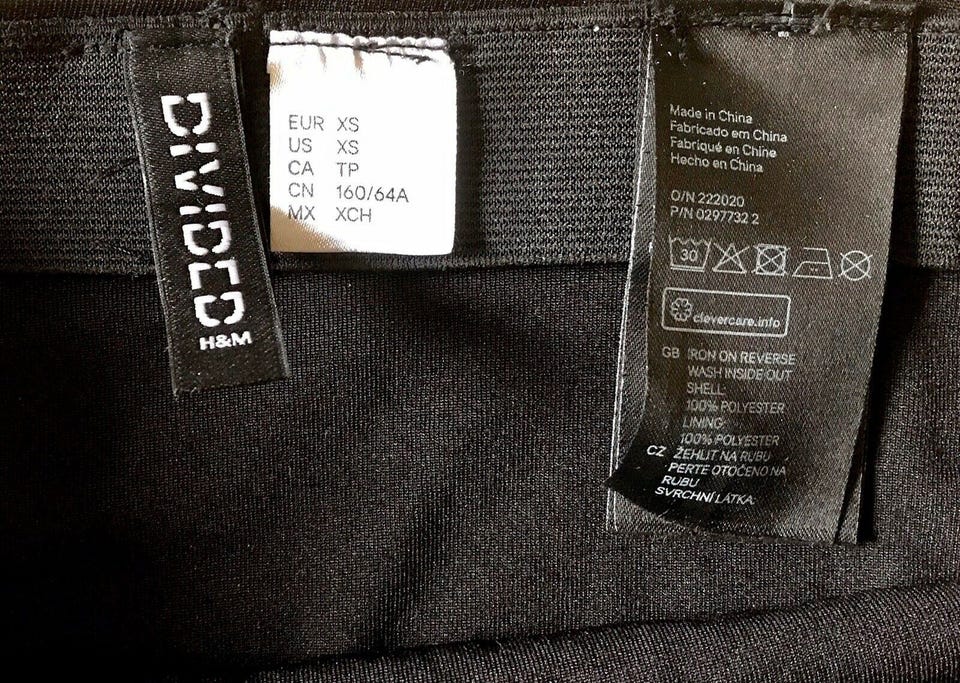 DIVIDED
H&M
EUR XS
US XS
CA TP
CN 160/64A
MX XCH
Made in China
Fabricado em China
Fabriqué en Chine
Hecho en China
O/N 222020
P/N 0297732 2
30
clevercare.info
GB IRON ON REVERSE
WASH INSIDE OUT
SHELL:
100% POLYESTER
LINING:
100% POLYESTER
CZ ŽEHLIT NA RUBU
PERTE OTOČENO NA
RUBU
SVRCHNÍ LÁTKA: